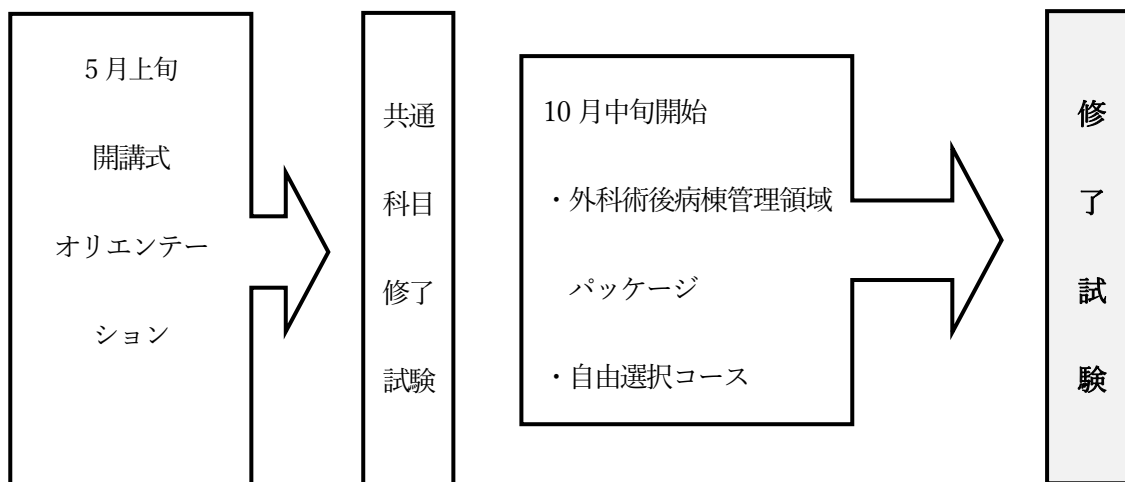 5月上旬
開講式
オリエンテー
ション
共通
科目
修了
試験
10月中旬開始
・外科術後病棟管理領域
パッケージ
・自由選択コース
修
了
試
験